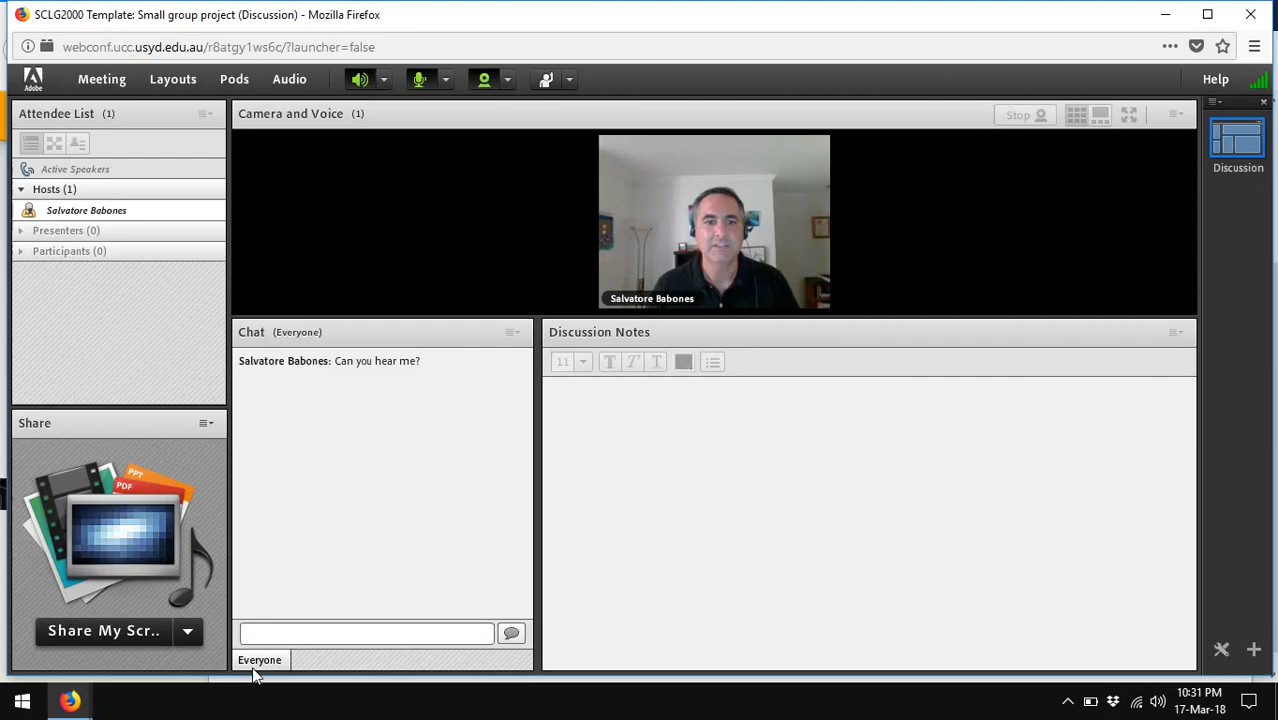 SCLG2000 Template: Small group project (Discussion) - Mozilla Firefox
webconf.ucc.usyd.edu.au/r8atgy1ws6c/?launcher=false
Adobe
Meeting Layouts Pods Audio Help
Attendee List (1)
Active Speakers
Hosts (1)
Salvatore Babones
Presenters (0)
Participants (0)
Camera and Voice (1)
Stop
Salvatore Babones
Discussion
Chat (Everyone)
Salvatore Babones: Can you hear me?
Everyone
Discussion Notes
11 T T T
Share
PPT
PDF
Share My Scr..
10:31 PM
17-Mar-18